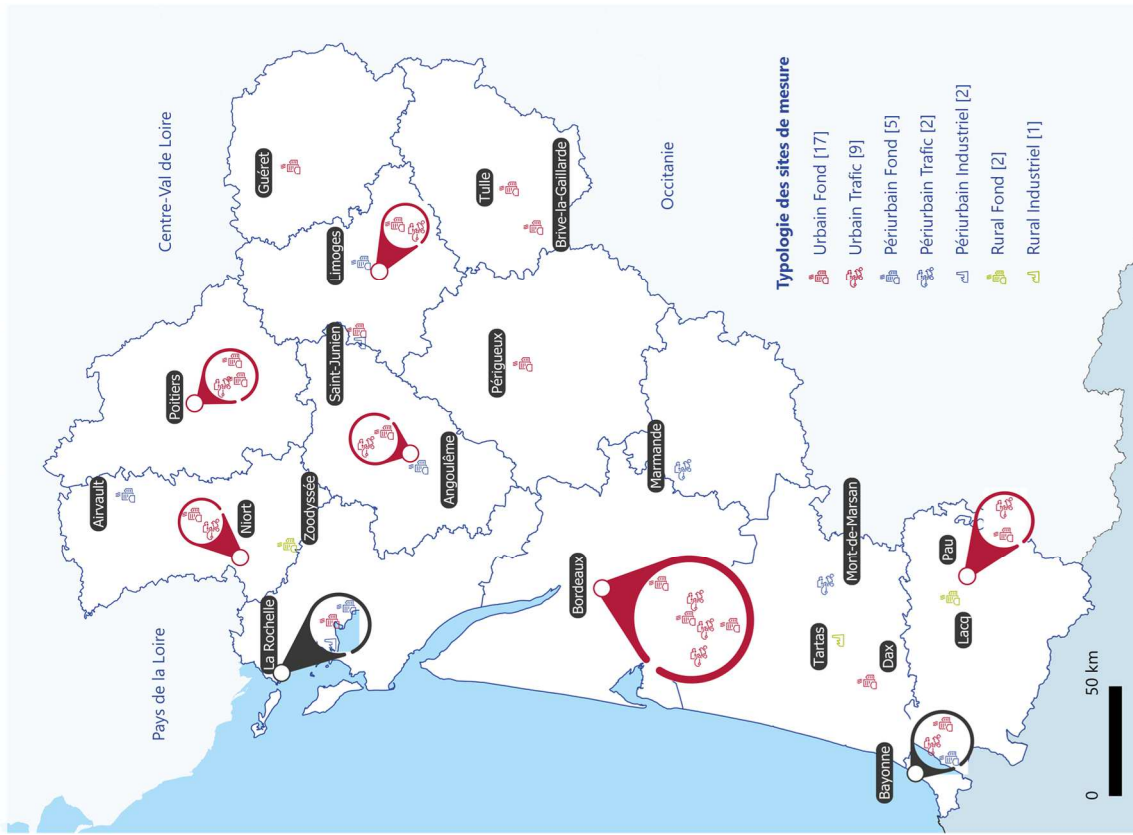 Pays de la Loire
Centre-Val de Loire
Airvault
Poitiers
Guéret
Niort
Zoodyssée
La Rochelle
Saint-Junien
Limoges
Angoulême
Tulle
Périgueux
Brive-la-Gaillarde
Bordeaux
Marmande
Occitanie
Mort-de-Marsan
Tartas
Dax
Bayonne
Pau
Lacq
Typologie des sites de mesure
Urbain Fond [17]
Urbain Trafic [9]
Périurbain Fond [5]
Périurbain Trafic [2]
Périurbain Industriel [2]
Rural Fond [2]
Rural Industriel [1]
0 50 km